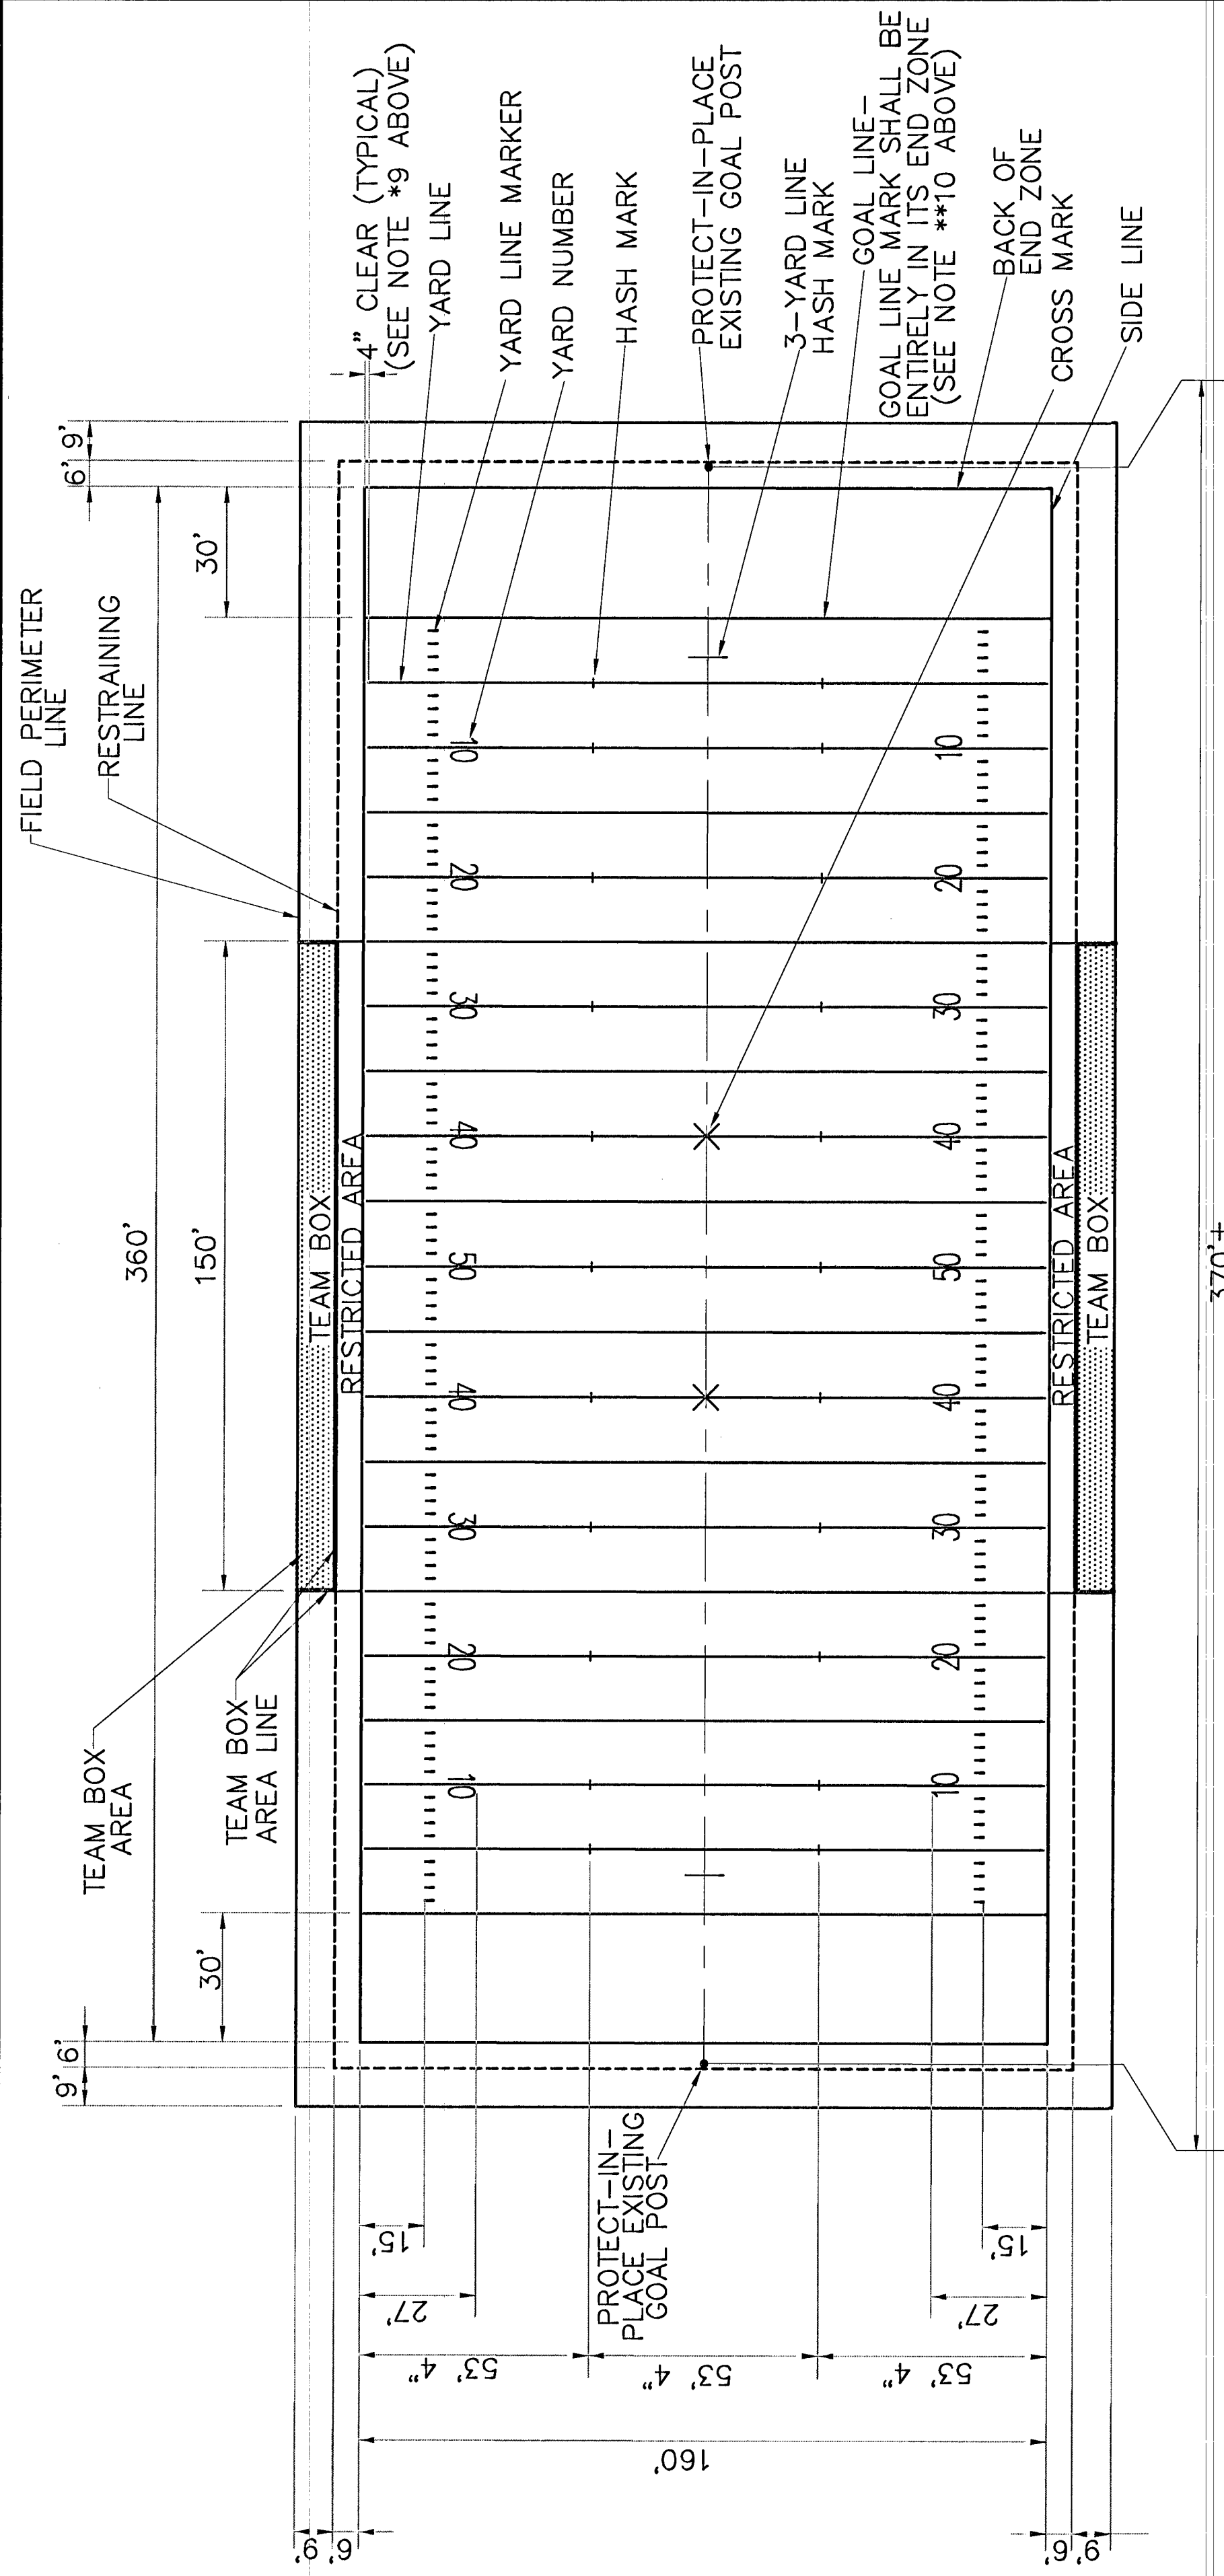 FIELD PERIMETER
LINE
RESTRAINING
LINE
TEAM BOX
AREA
TEAM BOX
AREA LINE
9'
6'
30'
360'
150'
30'
6'
9'
4" CLEAR (TYPICAL)
(SEE NOTE *9 ABOVE)
YARD LINE
YARD LINE MARKER
YARD NUMBER
HASH MARK
PROTECT-IN-PLACE
EXISTING GOAL POST
3-YARD LINE
HASH MARK
GOAL LINE-
GOAL LINE MARK SHALL BE
ENTIRELY IN ITS END ZONE
(SEE NOTE **10 ABOVE)
BACK OF
END ZONE
CROSS MARK
SIDE LINE
TEAM BOX
RESTRICTED AREA
10 20 30 40 50 40 30 20 10
10 20 30 40 50 40 30 20 10
RESTRICTED AREA
TEAM BOX
PROTECT-IN-
PLACE EXISTING
GOAL POST
9'
6'
160'
53' 4"
53' 4"
53' 4"
27'
27'
15'
15'
6'
9'
370'±